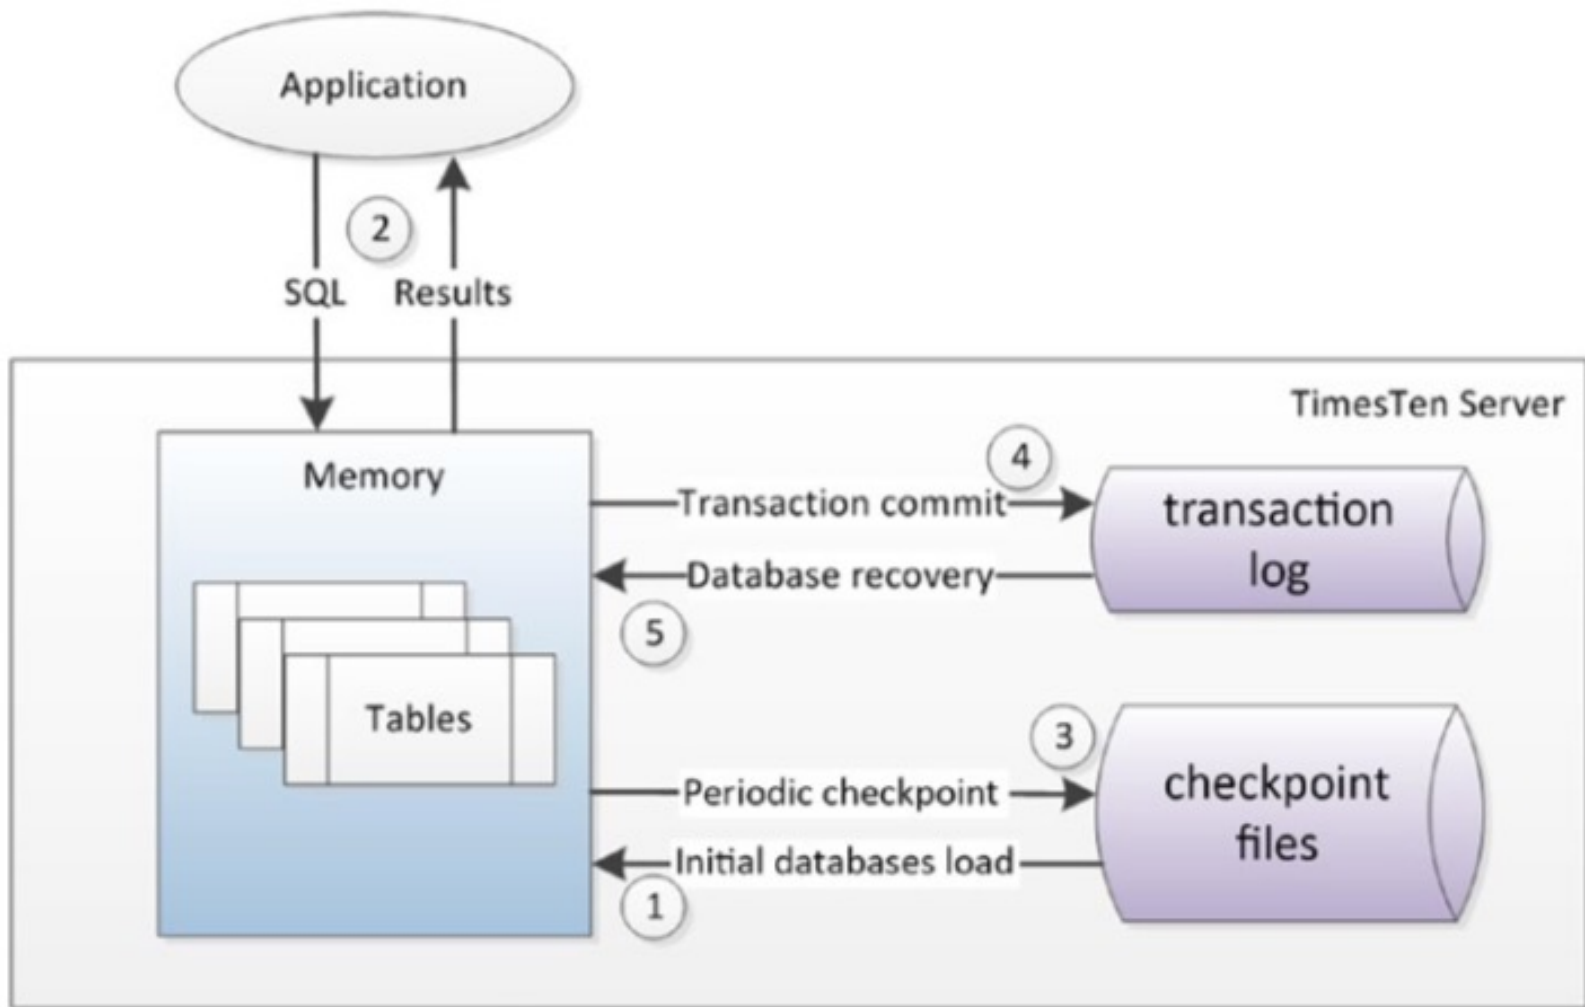 Application
2
SQL Results
TimesTen Server
Memory
4
Transaction commit
transaction
log
Database recovery
5
Tables
3
Periodic checkpoint
checkpoint
files
Initial databases load
1